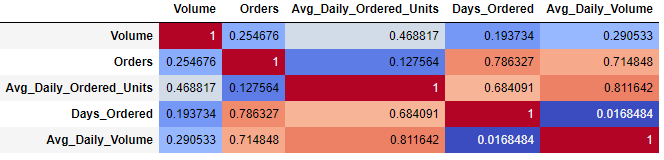 Volume Orders Avg_Daily_Ordered_Units Days_Ordered Avg_Daily_Volume
Volume 1 0.254676 0.468817 0.193734 0.290533
Orders 0.254676 1 0.127564 0.786327 0.714848
Avg_Daily_Ordered_Units 0.468817 0.127564 1 0.684091 0.811642
Days_Ordered 0.193734 0.786327 0.684091 1 0.0168484
Avg_Daily_Volume 0.290533 0.714848 0.811642 0.0168484 1